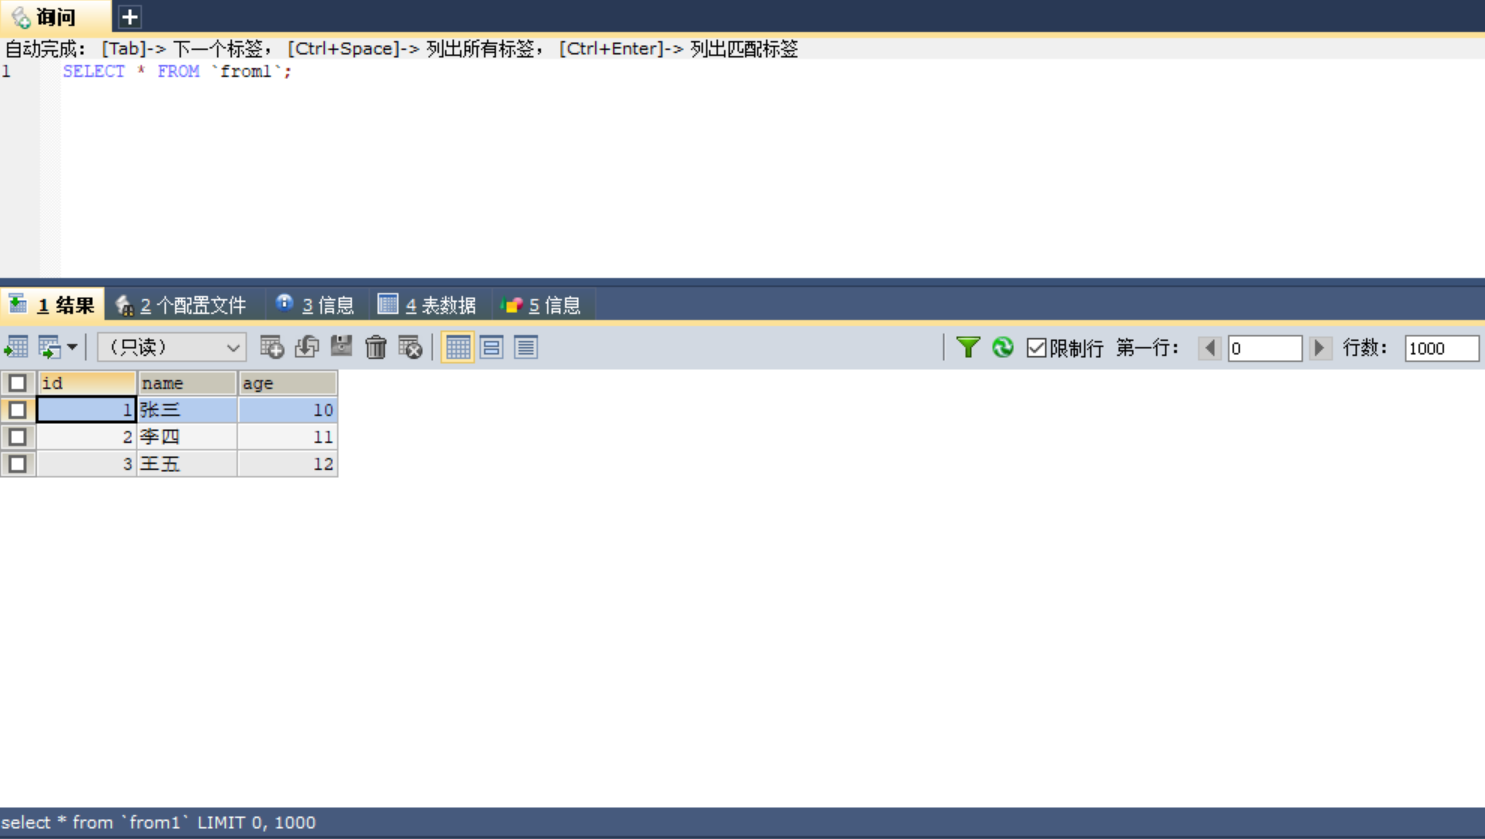 询问
自动完成： [Tab]-> 下一个标签， [Ctrl+Space]-> 列出所有标签， [Ctrl+Enter]-> 列出匹配标签
1 SELECT * FROM `from1`;
1 结果 2 个配置文件 3 信息 4 表数据 5 信息
（只读） 限制行 第一行： 0 行数： 1000
id name age
1 张三 10
2 李四 11
3 王五 12
select * from `from1` LIMIT 0, 1000